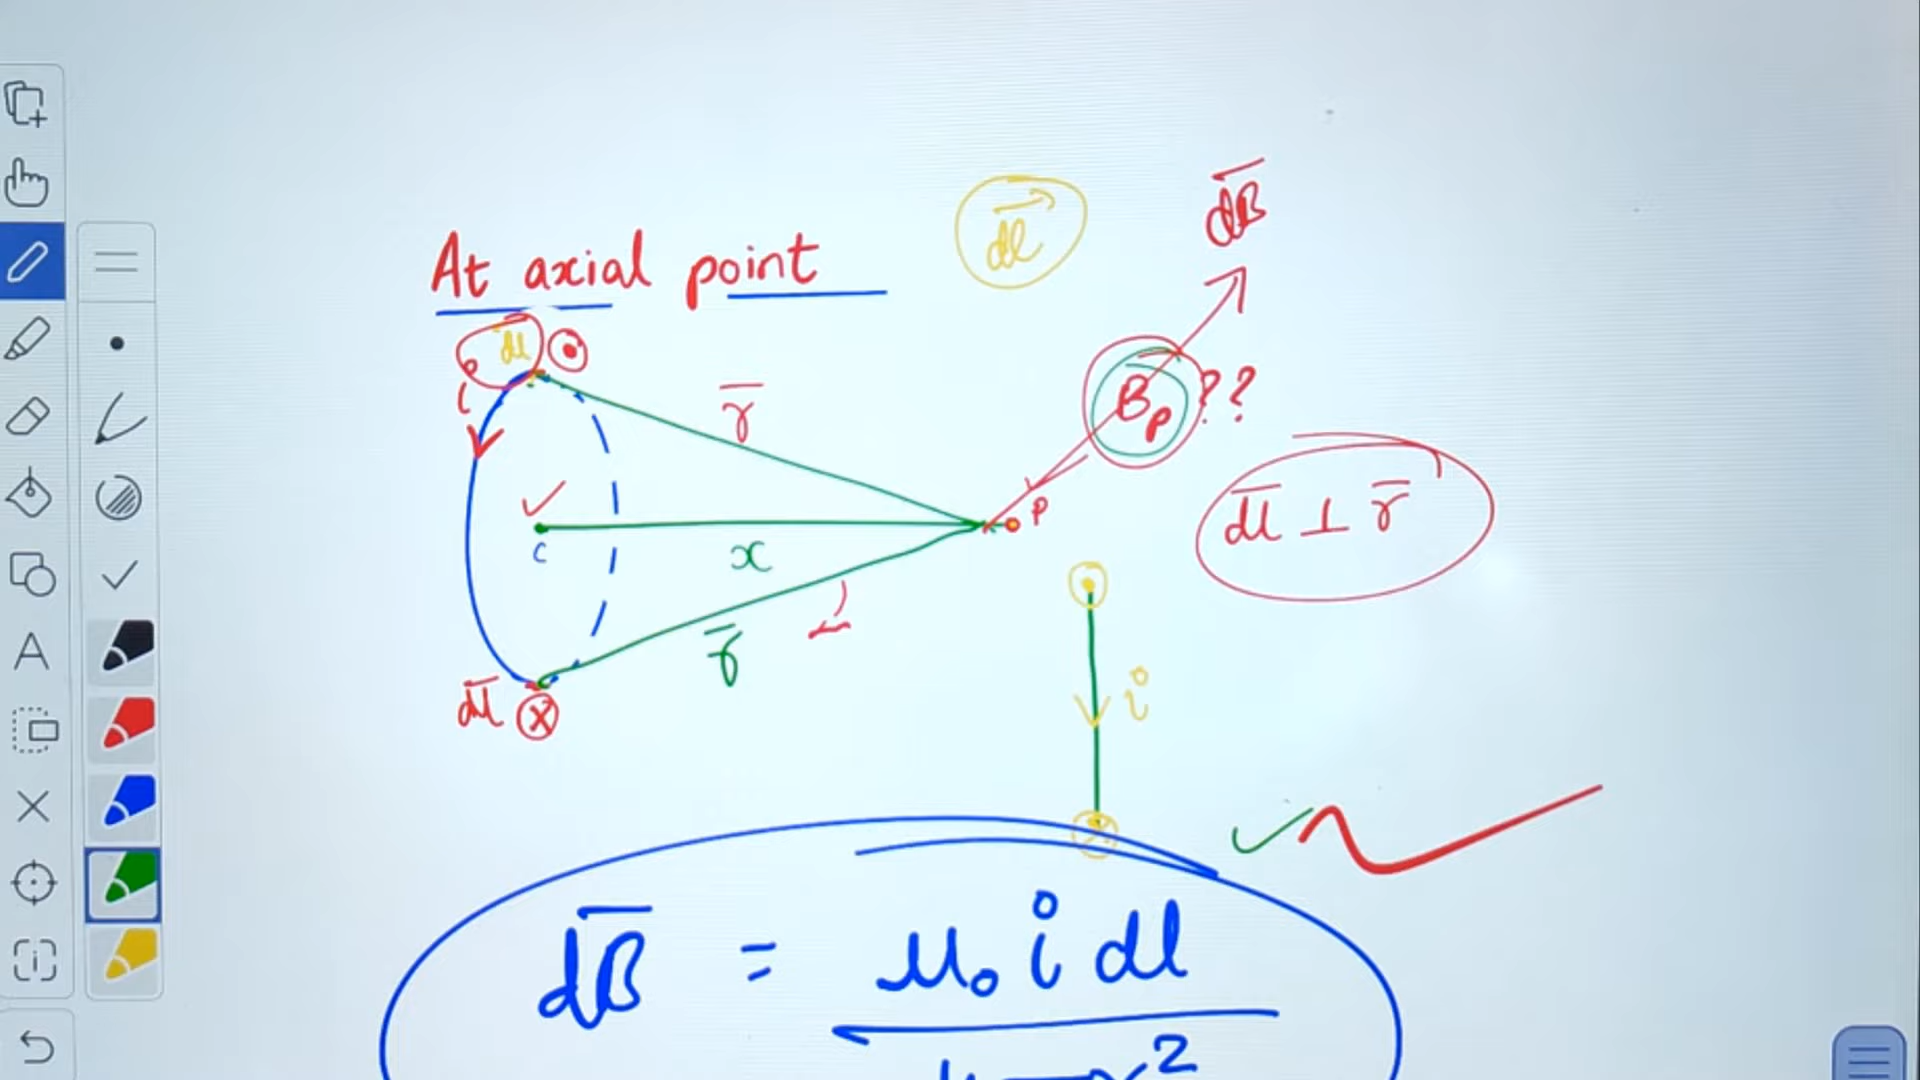 At axial point
dl
dB
dl
i
r
Bp ??
dl ⊥ r
C
x
P
r
i
dl
dB = μ₀ i dl